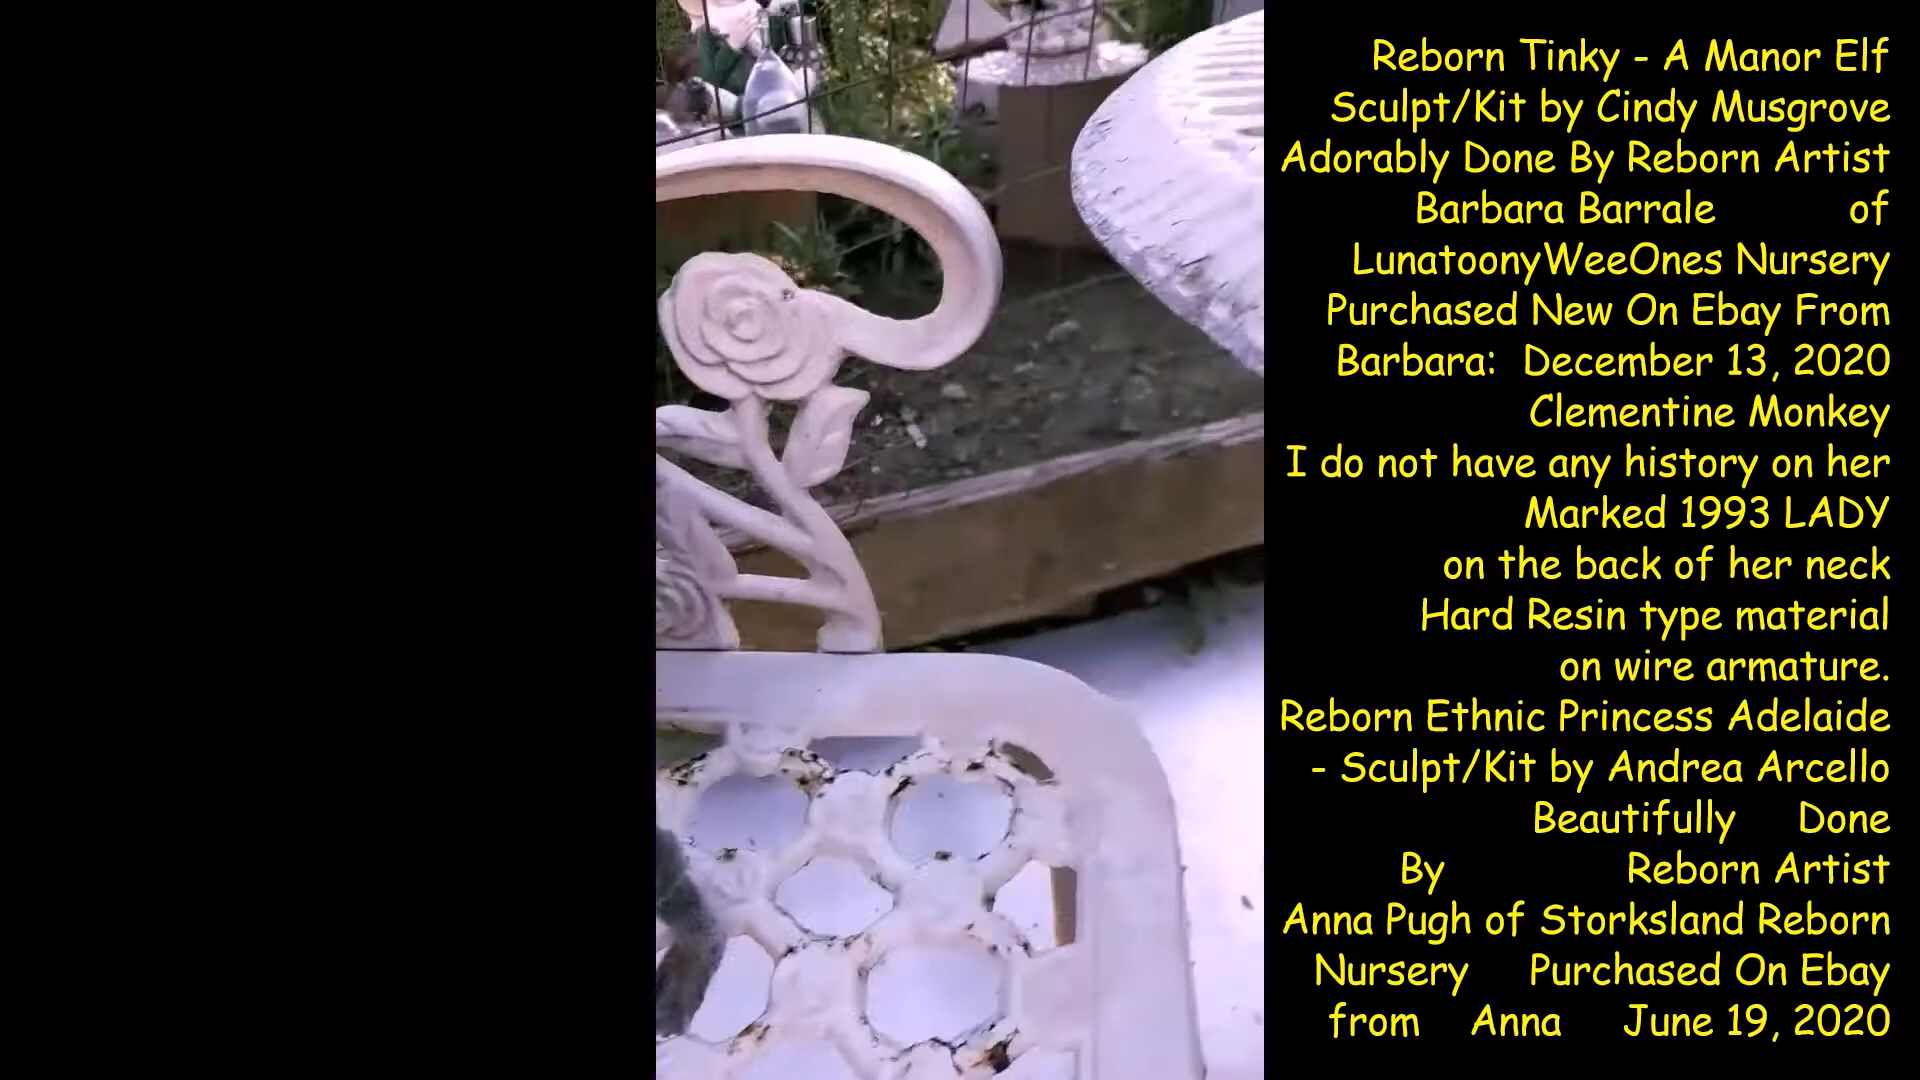 Reborn Tinky - A Manor Elf
Sculpt/Kit by Cindy Musgrove
Adorably Done By Reborn Artist
Barbara Barrale of
LunatoonyWeeOnes Nursery
Purchased New On Ebay From
Barbara: December 13, 2020
Clementine Monkey
I do not have any history on her
Marked 1993 LADY
on the back of her neck
Hard Resin type material
on wire armature.
Reborn Ethnic Princess Adelaide
- Sculpt/Kit by Andrea Arcello
Beautifully Done
By Reborn Artist
Anna Pugh of Storksland Reborn
Nursery Purchased On Ebay
from Anna June 19, 2020